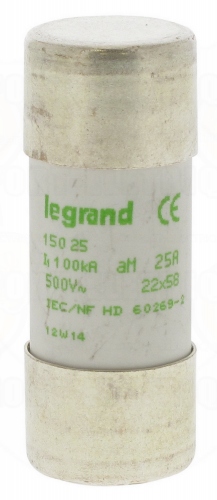 legrand CE
150 25
I₁ 100kA aM 25A
500V~ 22x58
IEC/NF HD 60269-2
12W14